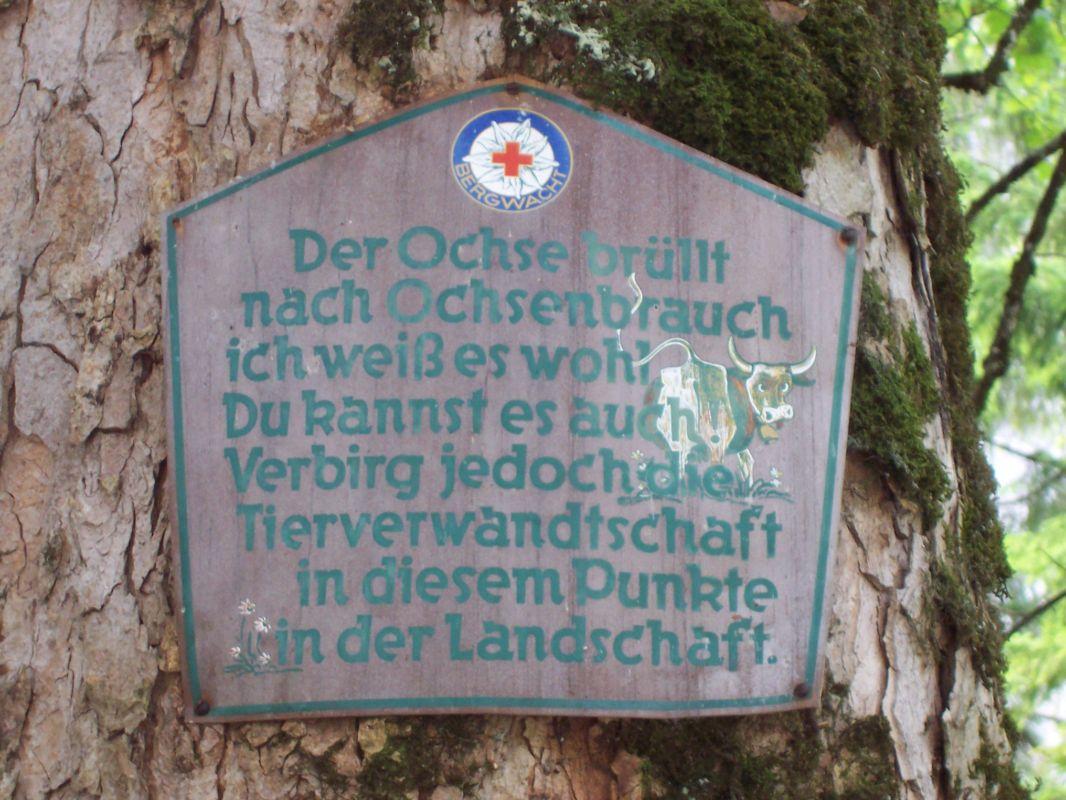 BERGWACHT
Der Ochse brüllt
nach Ochsenbrauch
ich weiß es wohl
Du kannst es auch.
Verbirg jedoch die
Tierverwandtschaft
in diesem Punkte
in der Landschaft.